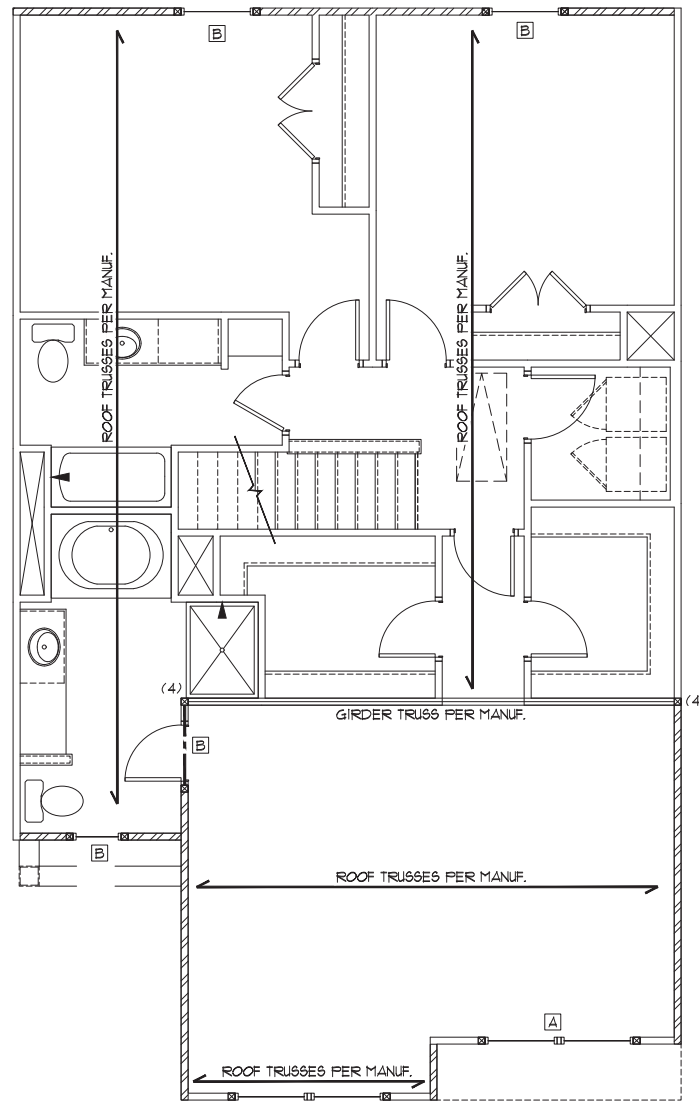 B
B
ROOF TRUSSES PER MANUF.
ROOF TRUSSES PER MANUF.
(4)
(4
GIRDER TRUSS PER MANUF.
B
B
ROOF TRUSSES PER MANUF.
A
ROOF TRUSSES PER MANUF.